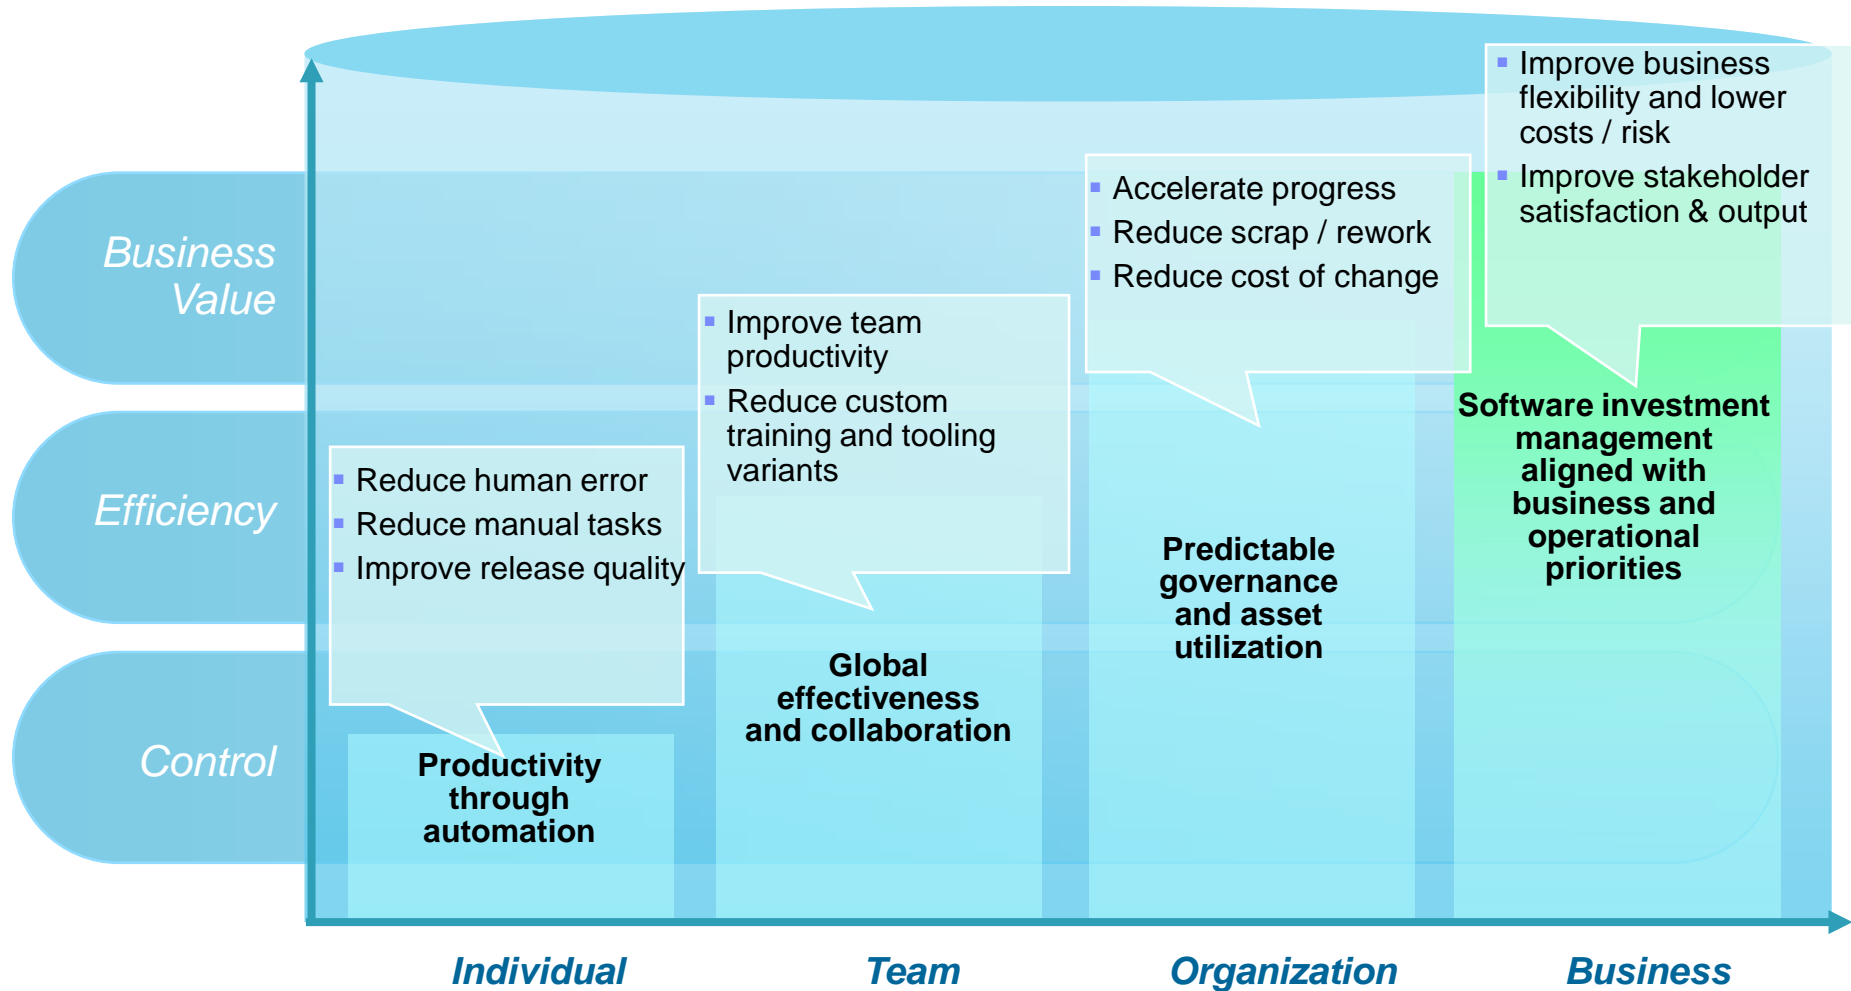 Business
Value
Efficiency
Control
▪ Reduce human error
▪ Reduce manual tasks
▪ Improve release quality
Productivity
through
automation
▪ Improve team
productivity
▪ Reduce custom
training and tooling
variants
Global
effectiveness
and collaboration
▪ Accelerate progress
▪ Reduce scrap / rework
▪ Reduce cost of change
Predictable
governance
and asset
utilization
▪ Improve business
flexibility and lower
costs / risk
▪ Improve stakeholder
satisfaction & output
Software investment
management
aligned with
business and
operational
priorities
Individual
Team
Organization
Business